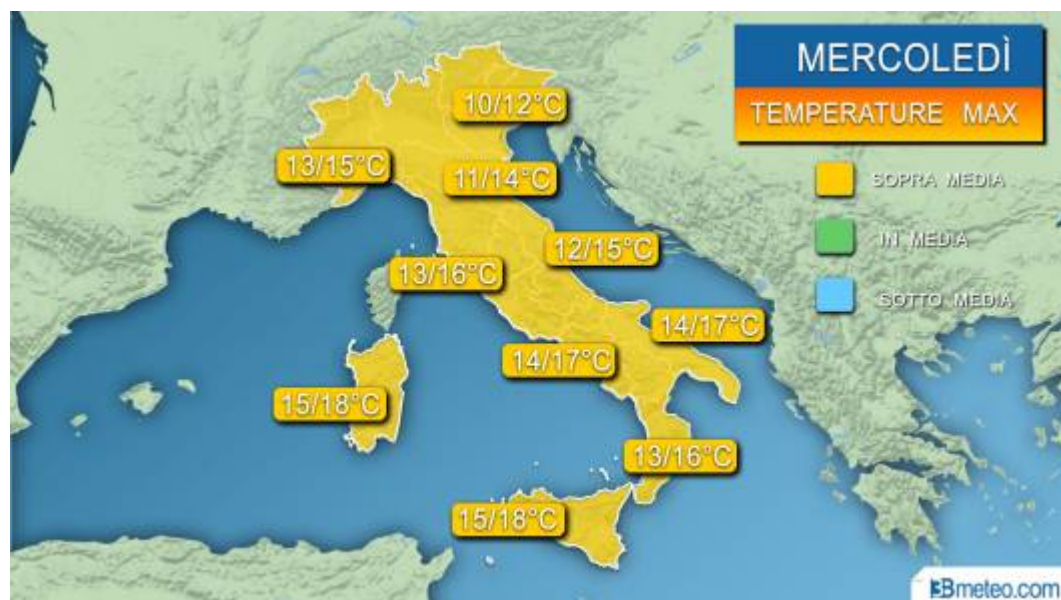 MERCOLEDÌ
TEMPERATURE MAX
SOPRA MEDIA
IN MEDIA
SOTTO MEDIA
10/12°C
13/15°C
11/14°C
12/15°C
13/16°C
14/17°C
14/17°C
15/18°C
13/16°C
15/18°C
3Bmeteo.com